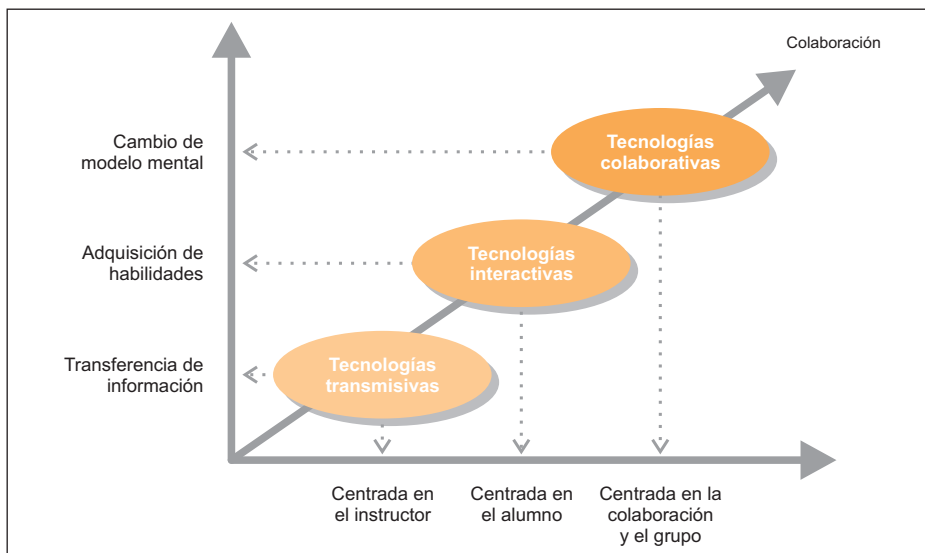 Colaboración
Cambio de
modelo mental
Tecnologías
colaborativas
Adquisición de
habilidades
Tecnologías
interactivas
Transferencia de
información
Tecnologías
transmisivas
Centrada en
el instructor
Centrada en
el alumno
Centrada en la
colaboración
y el grupo